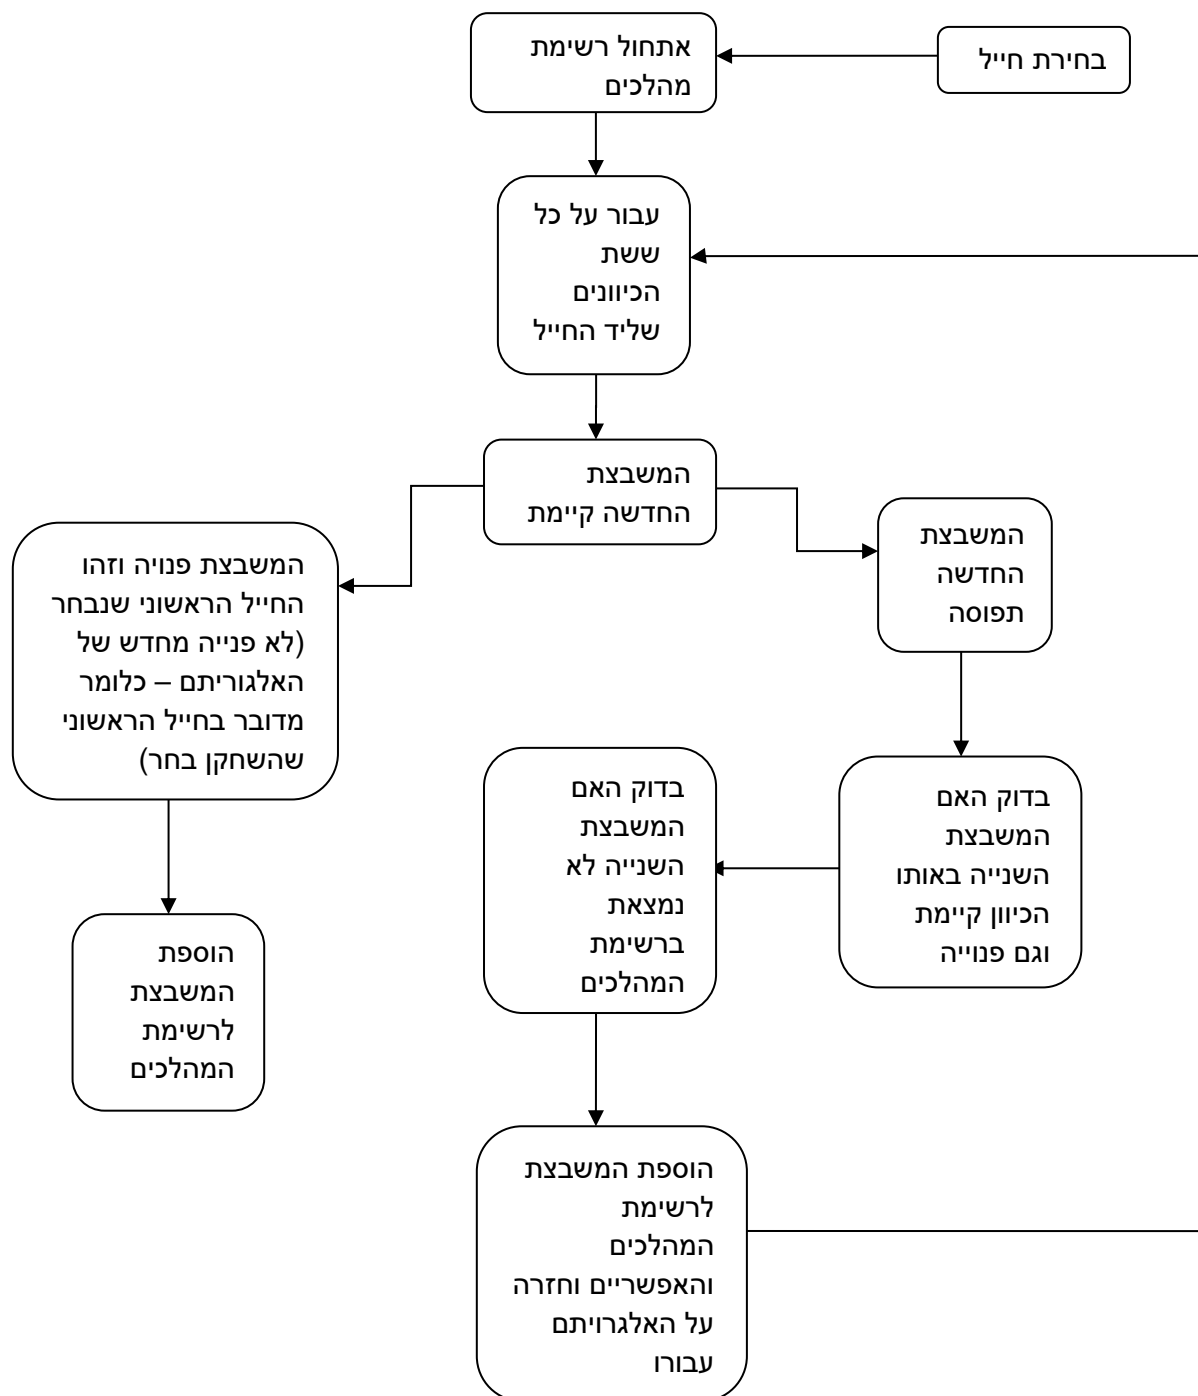 בחירת חייל
אתחול רשימת
מהלכים
עבור על כל
ששת
הכיוונים
שליד החייל
המשבצת
החדשה קיימת
המשבצת
החדשה
תפוסה
המשבצת פנויה וזהו
החייל הראשוני שנבחר
(לא פנייה מחדש של
האלגוריתם – כלומר
מדובר בחייל הראשוני
שהשחקן בחר)
בדוק האם
המשבצת
השנייה באותו
הכיוון קיימת
וגם פנוייה
בדוק האם
המשבצת
השנייה לא
נמצאת
ברשימת
המהלכים
הוספת
המשבצת
לרשימת
המהלכים
הוספת המשבצת
לרשימת
המהלכים
והאפשריים וחזרה
על האלגרויתם
עבורו